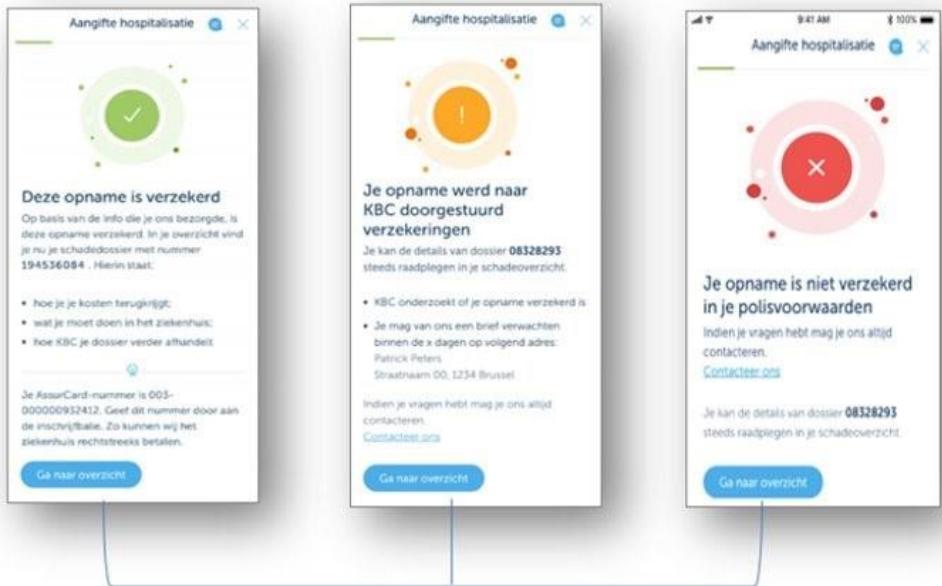 Aangifte hospitalisatie
Deze opname is verzekerd
Op basis van de info die je ons bezorgde, is
deze opname verzekerd. In je overzicht vind
je nu je schadedossier met nummer
194536084 . Hierin staat:
• hoe je je kosten terugkrijgt;
• wat je moet doen in het ziekenhuis;
• hoe KBC je dossier verder afhandelt
Je AssurCard-nummer is 003-
000000932412. Geef dit nummer door aan
de inschrijfbalie. Zo kunnen wij het
ziekenhuis rechtstreeks betalen.
Ga naar overzicht
Aangifte hospitalisatie
Je opname werd naar
KBC doorgestuurd
verzekeringen
Je kan de details van dossier 08328293
steeds raadplegen in je schadeoverzicht.
• KBC onderzoekt of je opname verzekerd is
• Je mag van ons een brief verwachten
binnen de x dagen op volgend adres:
Patrick Peters
Straatnaam 00, 1234 Brussel
Indien je vragen hebt mag je ons altijd
contacteren.
Contacteer ons
Ga naar overzicht
9:41 AM 100%
Aangifte hospitalisatie
Je opname is niet verzekerd
in je polisvoorwaarden
Indien je vragen hebt mag je ons altijd
contacteren.
Contacteer ons
Je kan de details van dossier 08328293
steeds raadplegen in je schadeoverzicht.
Ga naar overzicht